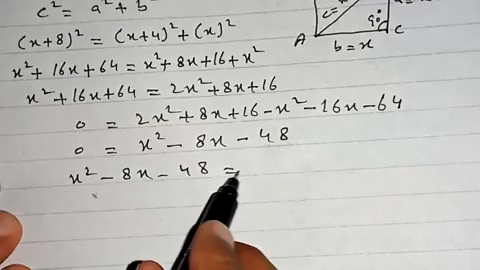 c² = a² + b
A
b = x
C
c =
90°
(x+8)² = (x+4)² + (x)²
x² + 16x + 64 = x² + 8x + 16 + x²
x² + 16x + 64 = 2x² + 8x + 16
0 = 2x² + 8x + 16 - x² - 16x - 64
0 = x² - 8x - 48
x² - 8x - 48 =